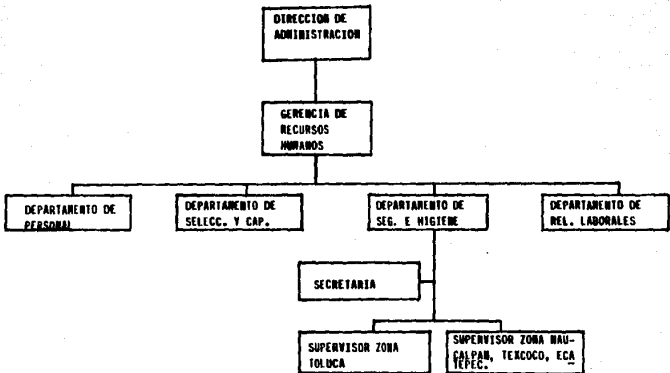 DIRECCION DE
ADMINISTRACION
GERENCIA DE
RECURSOS
HUMANOS
DEPARTAMENTO DE
PERSONAL
DEPARTAMENTO DE
SELECC. Y CAP.
DEPARTAMENTO DE
SEG. E HIGIENE
DEPARTAMENTO DE
REL. LABORALES
SECRETARIA
SUPERVISOR ZONA
TOLUCA
SUPERVISOR ZONA NAU-
CALPAN, TEXCOCO, ECA
TEPEC.